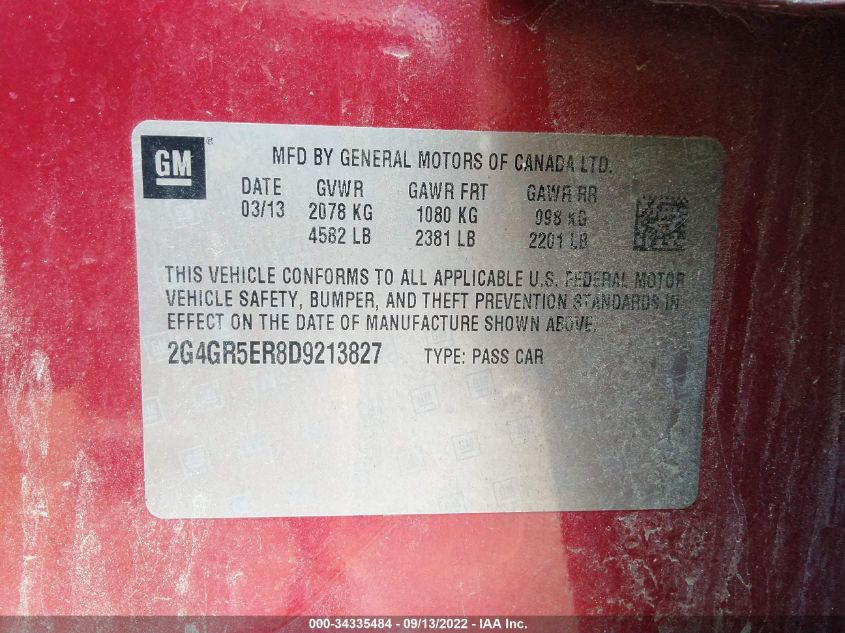 GM ®
MFD BY GENERAL MOTORS OF CANADA LTD.
DATE GVWR GAWR FRT GAWR RR
03/13 2078 KG 1080 KG 998 KG
4582 LB 2381 LB 2201 LB
THIS VEHICLE CONFORMS TO ALL APPLICABLE U.S. FEDERAL MOTOR
VEHICLE SAFETY, BUMPER, AND THEFT PREVENTION STANDARDS IN
EFFECT ON THE DATE OF MANUFACTURE SHOWN ABOVE.
2G4GR5ER8D9213827 TYPE: PASS CAR
000-34335484 - 09/13/2022 - IAA Inc.